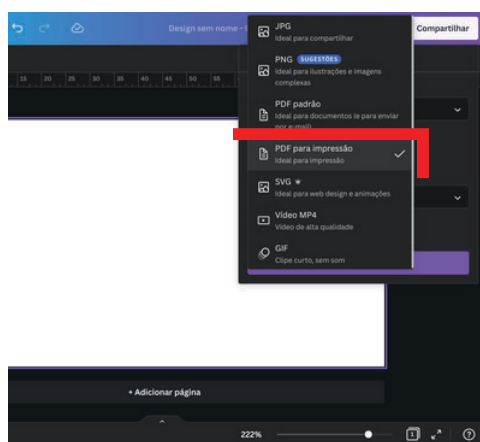 Design sem nome -
Compartilhar
JPG
Ideal para compartilhar
PNG SUGESTÕES
Ideal para ilustrações e imagens
complexas
PDF padrão
Ideal para documentos (e para enviar
por e-mail)
PDF para impressão
Ideal para impressão
SVG
Ideal para web design e animações
Vídeo MP4
Vídeo de alta qualidade
GIF
Clipe curto, sem som
15 20 25 30 35 40 45 50 55
+ Adicionar página
222% 1 ?